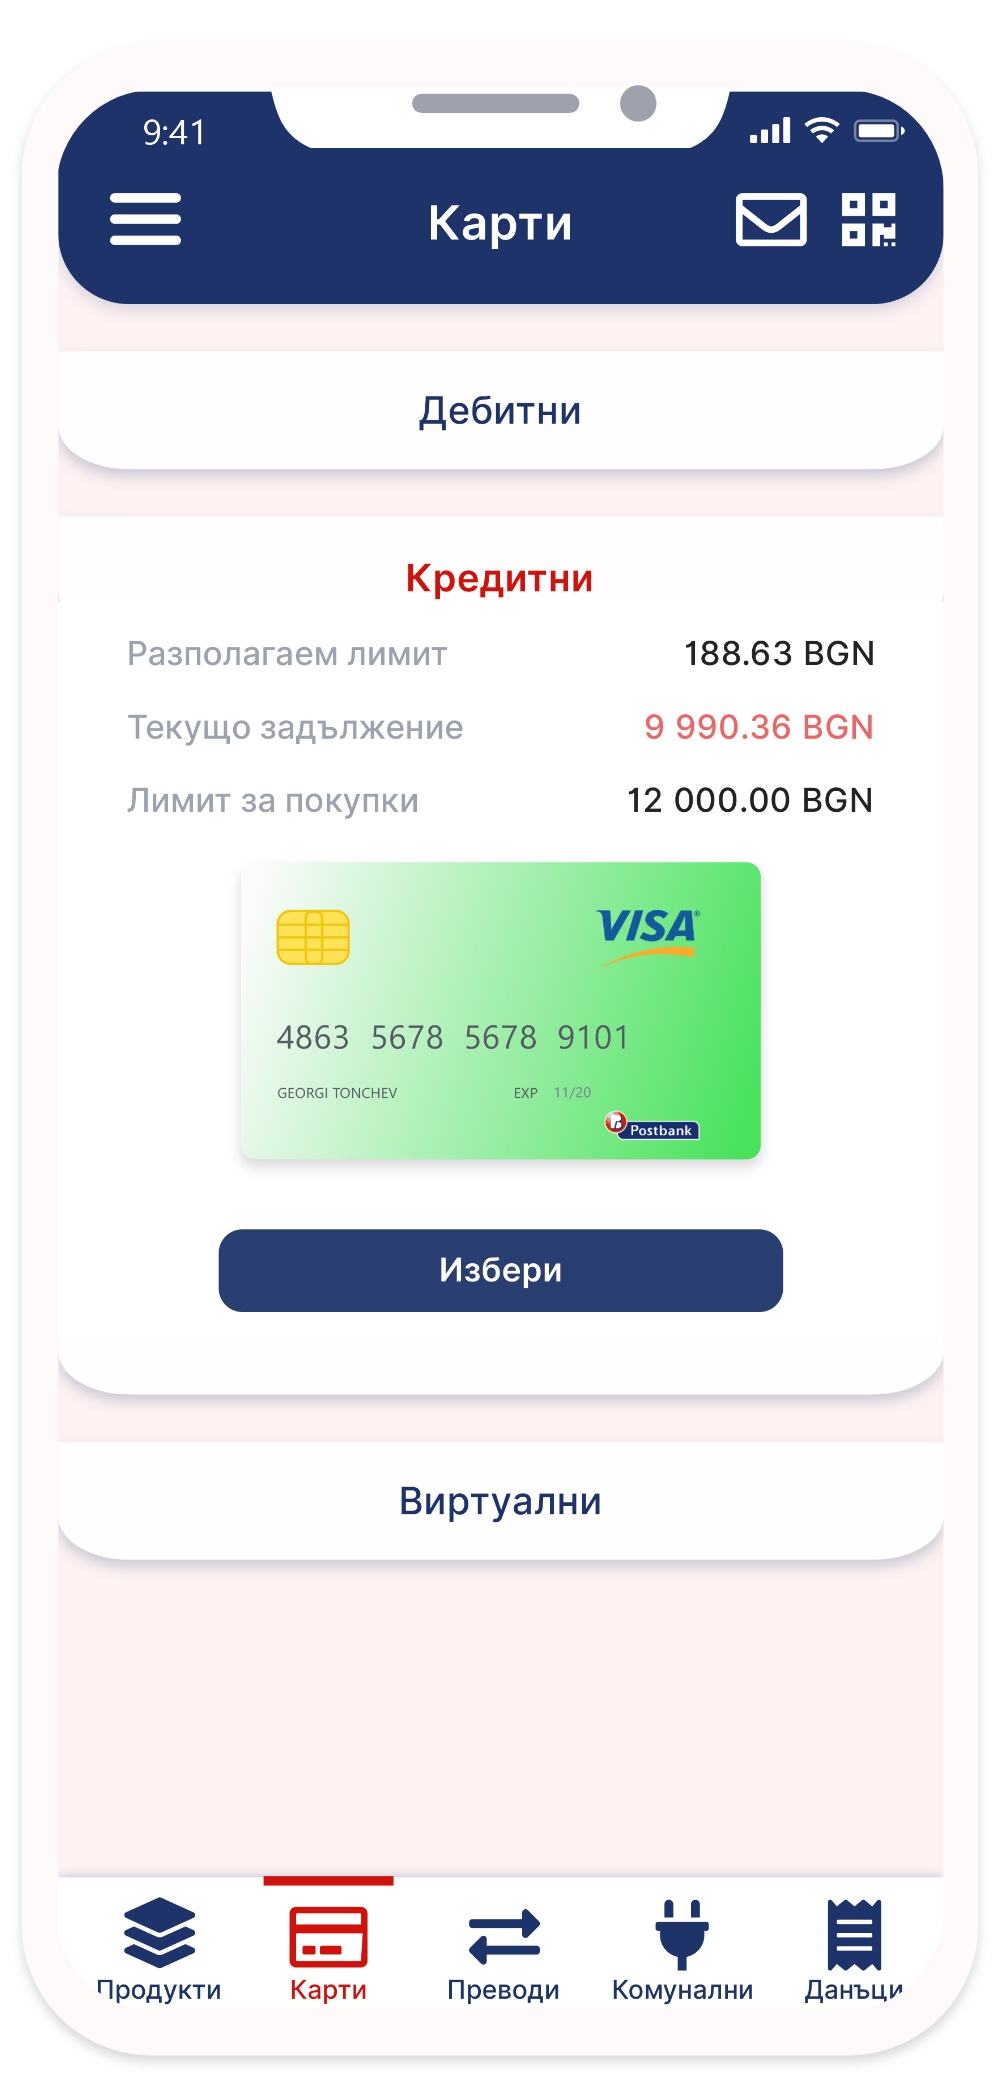 9:41
Карти
Дебитни
Кредитни
Разполагаем лимит 188.63 BGN
Текущо задължение 9 990.36 BGN
Лимит за покупки 12 000.00 BGN
VISA
4863 5678 5678 9101
GEORGI TONCHEV EXP 11/20
Postbank
Избери
Виртуални
Продукти Карти Преводи Комунални Данъци